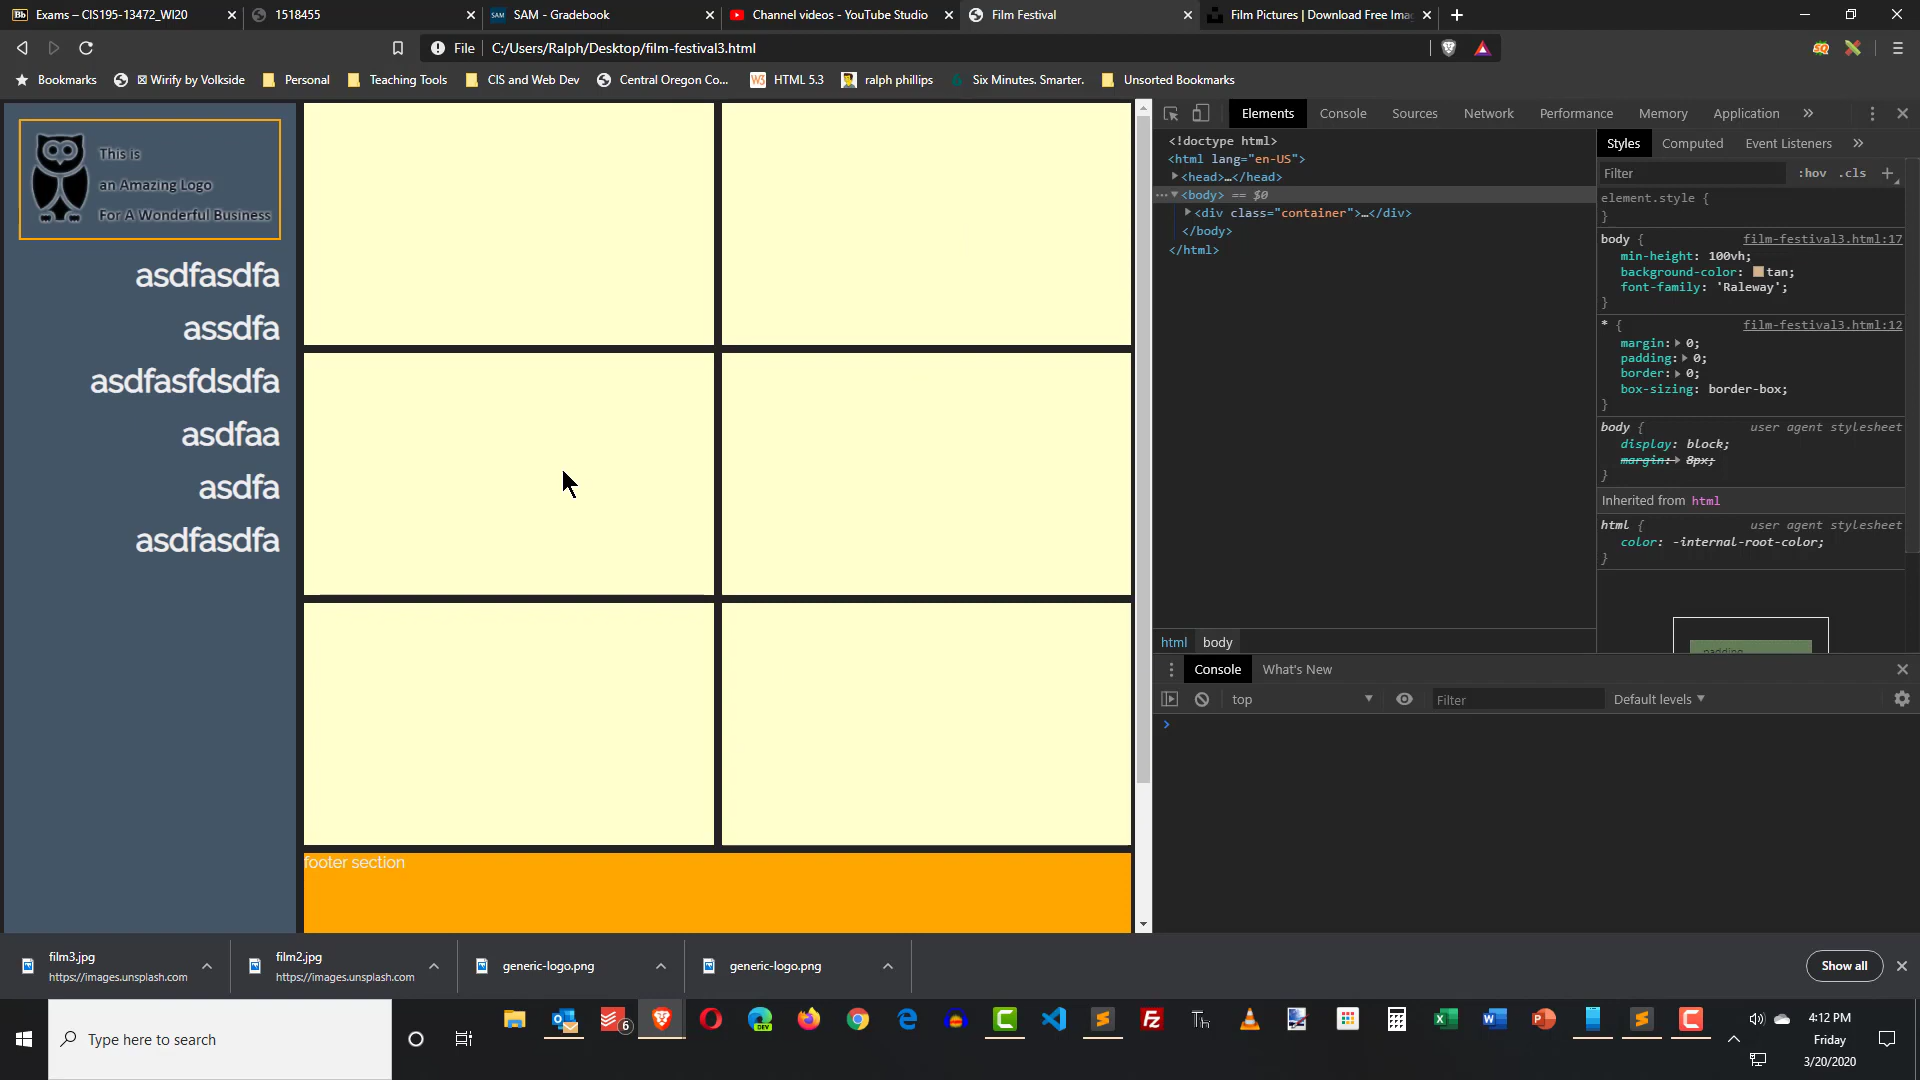 Exams – CIS195-13472_WI20
1518455
SAM - Gradebook
Channel videos - YouTube Studio
Film Festival
Film Pictures | Download Free Imag
File
C:/Users/Ralph/Desktop/film-festival3.html
Bookmarks
Wirify by Volkside
Personal
Teaching Tools
CIS and Web Dev
Central Oregon Co...
HTML 5.3
ralph phillips
Six Minutes. Smarter.
Unsorted Bookmarks
This is
an Amazing Logo
For A Wonderful Business
asdfasdfa
assdfa
asdfasfdsdfa
asdfaa
asdfa
asdfasdfa
footer section
Elements
Console
Sources
Network
Performance
Memory
Application
<!doctype html>
<html lang="en-US">
<head>…</head>
<body> == $0
<div class="container">…</div>
</body>
</html>
html body
Styles
Computed
Event Listeners
Filter
:hov .cls
element.style {
}
body { film-festival3.html:17
min-height: 100vh;
background-color: tan;
font-family: 'Raleway';
}
* { film-festival3.html:12
margin: 0;
padding: 0;
border: 0;
box-sizing: border-box;
}
body { user agent stylesheet
display: block;
margin: 8px;
}
Inherited from html
html { user agent stylesheet
color: -internal-root-color;
}
padding
Console
What's New
top
Filter
Default levels
film3.jpg
https://images.unsplash.com
film2.jpg
https://images.unsplash.com
generic-logo.png
generic-logo.png
Show all
Type here to search
6
4:12 PM
Friday
3/20/2020